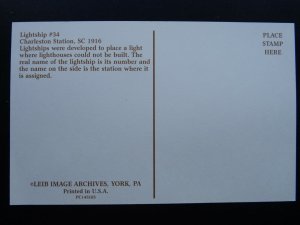 Lightship #34
Charleston Station, SC 1916
Lightships were developed to place a light
where lighthouses could not be built. The
real name of the lightship is its number and
the name on the side is the station where it
is assigned.
PLACE
STAMP
HERE
©LEIB IMAGE ARCHIVES, YORK, PA
Printed in U.S.A.